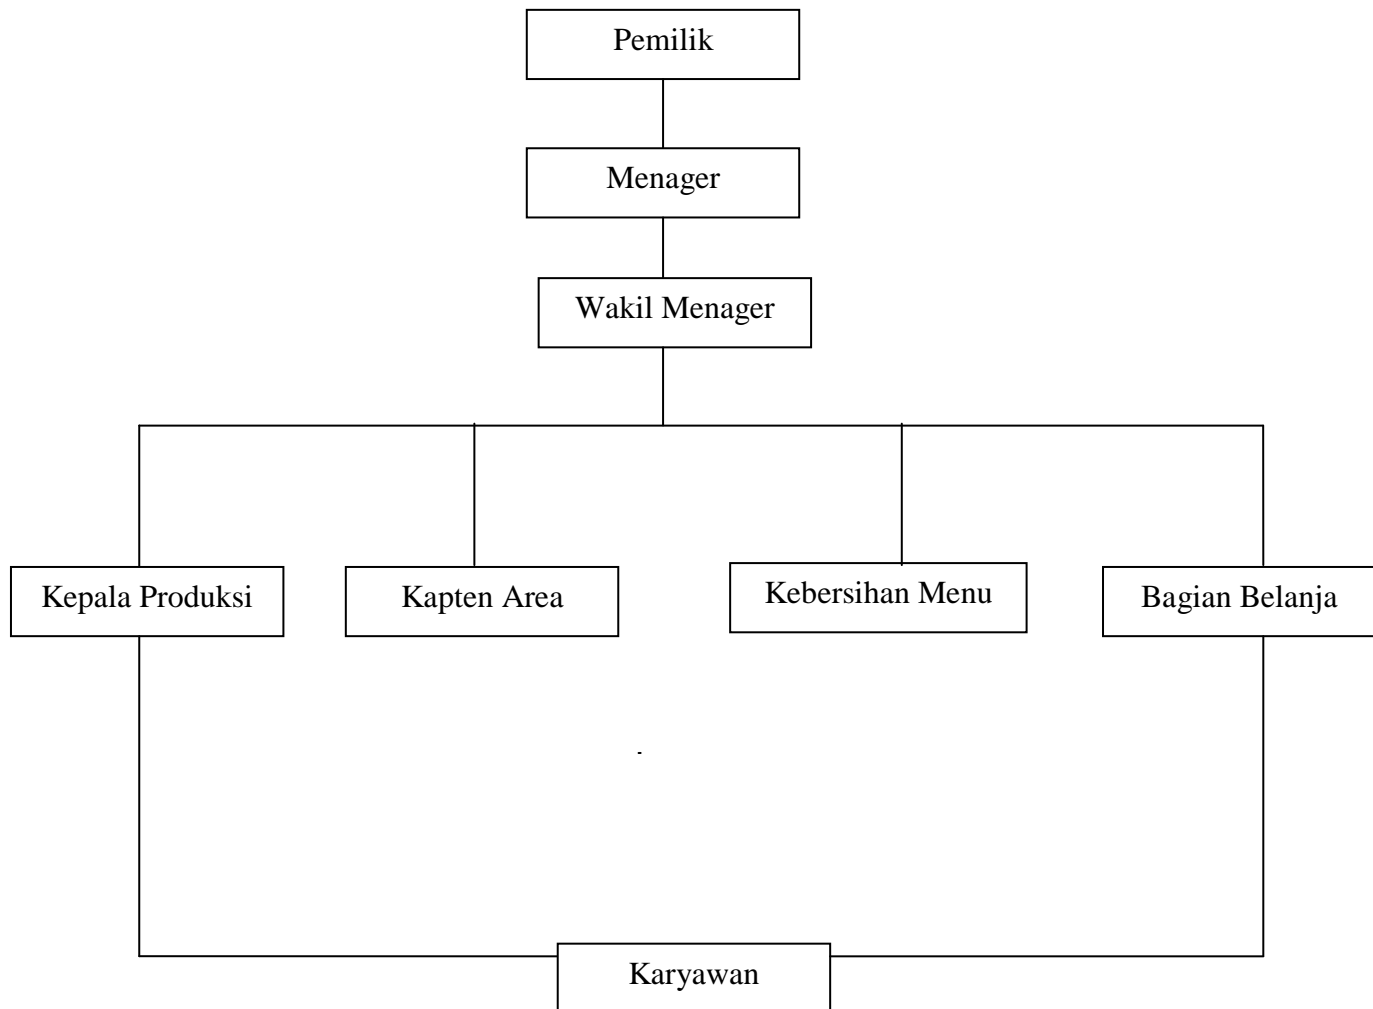 Pemilik
Menager
Wakil Menager
Kepala Produksi
Kapten Area
Kebersihan Menu
Bagian Belanja
Karyawan